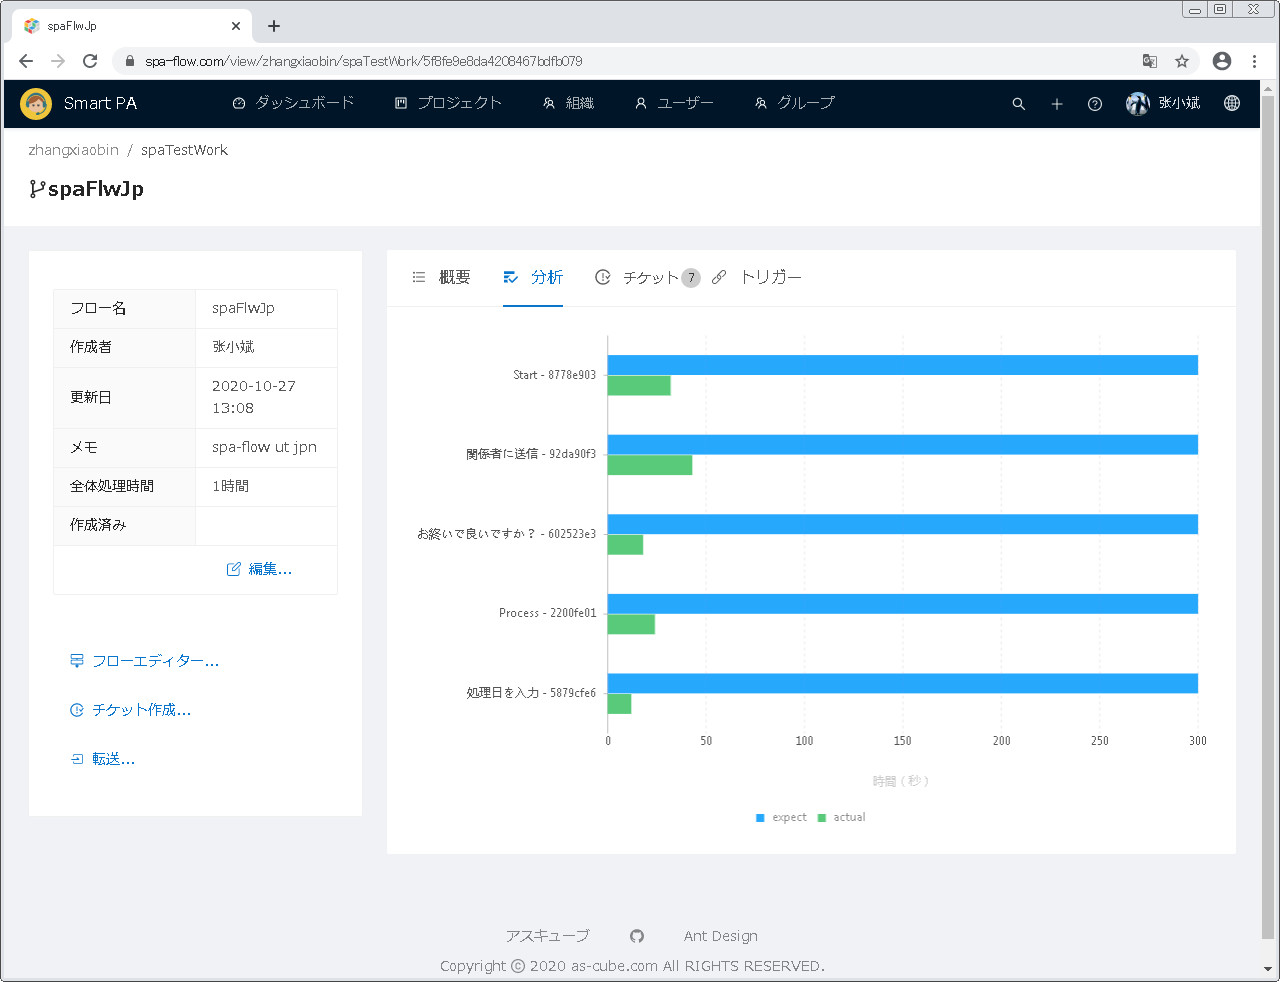 spaFlwJp
spa-flow.com/view/zhangxiaobin/spaTestWork/5f8fe9e8da4208467bdfb079
Smart PA ダッシュボード プロジェクト 組織 ユーザー グループ 张小斌
zhangxiaobin / spaTestWork
spaFlwJp
フロー名 spaFlwJp
作成者 张小斌
更新日 2020-10-27
13:08
メモ spa-flow ut jpn
全体処理時間 1時間
作成済み
編集...
フローエディター...
チケット作成...
転送...
概要 分析 チケット 7 トリガー
Start - 8778e903
関係者に送信 - 92da90f3
お終いで良いですか？ - 602523e3
Process - 2200fe01
処理日を入力 - 5879cfe6
0 50 100 150 200 250 300
時間（秒）
expect actual
アスキューブ Ant Design
Copyright © 2020 as-cube.com All RIGHTS RESERVED.